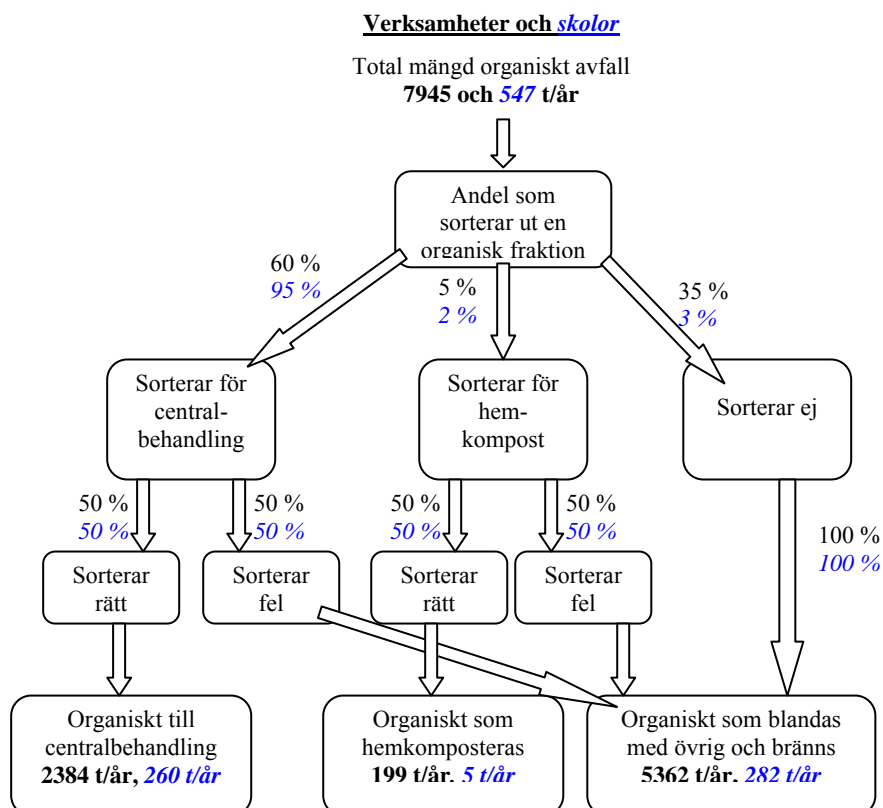 Verksamheter och skolor
Total mängd organiskt avfall
7945 och 547 t/år
Andel som
sorterar ut en
organisk fraktion
60 %
95 %
5 %
2 %
35 %
3 %
Sorterar för
central-
behandling
Sorterar för
hem-
kompost
Sorterar ej
50 %
50 %
50 %
50 %
50 %
50 %
50 %
50 %
100 %
100 %
Sorterar
rätt
Sorterar
fel
Sorterar
rätt
Sorterar
fel
Organiskt till
centralbehandling
2384 t/år, 260 t/år
Organiskt som
hemkomposteras
199 t/år, 5 t/år
Organiskt som blandas
med övrig och bränns
5362 t/år, 282 t/år